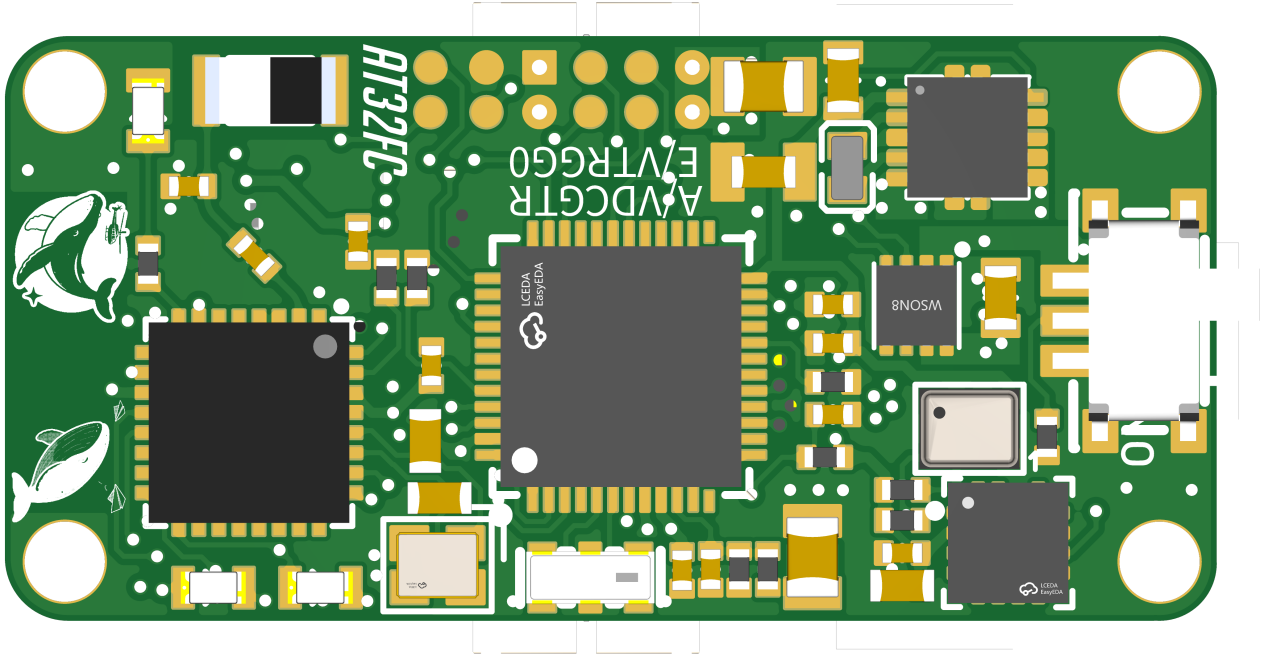 AT32FC
A/VDCGTR
E/VTRGG0
LCEDA
EasyEDA
WSON8
LCEDA
EasyEDA